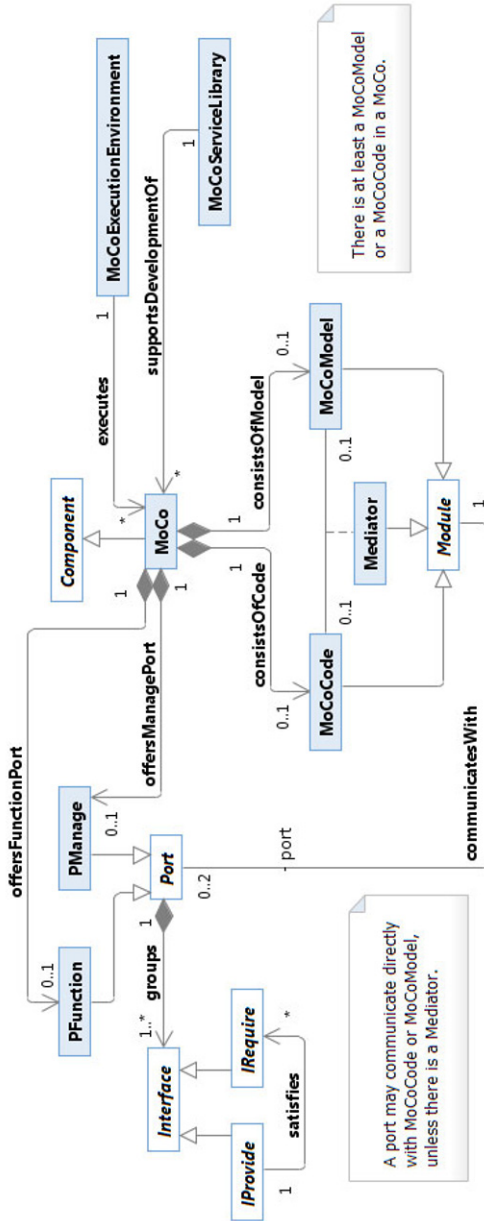 offersFunctionPort
1
0..1
PFunction
PManage
0..1
offersManagePort
1
Component
MoCo
*
executes
1
MoCoExecutionEnvironment
*
supportsDevelopmentOf
1
MoCoServiceLibrary
1..*
groups
1
Port
0..2
- port
Interface
IProvide
IRequire
1
satisfies
*
1
consistsOfCode
0..1
1
consistsOfModel
0..1
MoCoCode
0..1
MoCoModel
0..1
Mediator
Module
1
communicatesWith
A port may communicate directly
with MoCoCode or MoCoModel,
unless there is a Mediator.
There is at least a MoCoModel
or a MoCoCode in a MoCo.